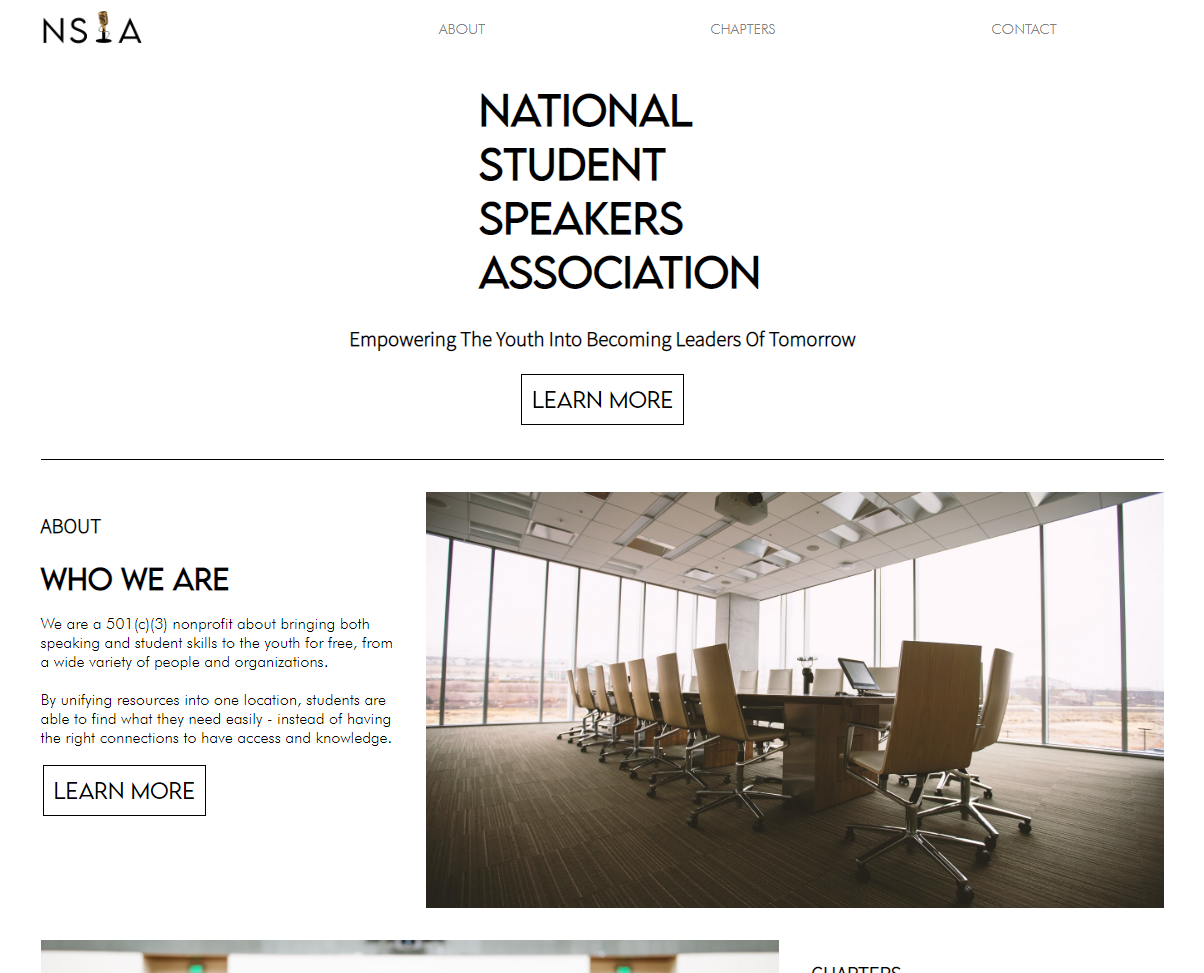 NS A
ABOUT
CHAPTERS
CONTACT
NATIONAL
STUDENT
SPEAKERS
ASSOCIATION
Empowering The Youth Into Becoming Leaders Of Tomorrow
LEARN MORE
ABOUT
WHO WE ARE
We are a 501(c)(3) nonprofit about bringing both
speaking and student skills to the youth for free, from
a wide variety of people and organizations.
By unifying resources into one location, students are
able to find what they need easily - instead of having
the right connections to have access and knowledge.
LEARN MORE
CHAPTERS